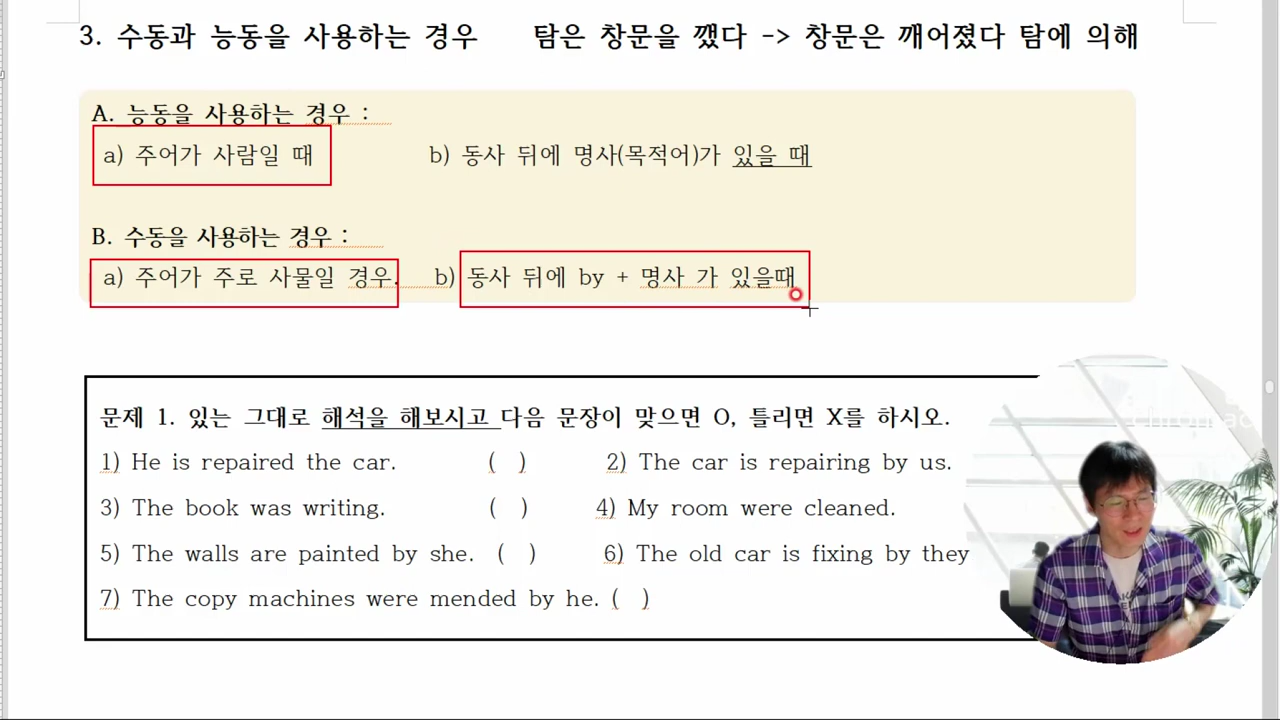 3. 수동과 능동을 사용하는 경우 탐은 창문을 깼다 -> 창문은 깨어졌다 탐에 의해
A. 능동을 사용하는 경우 :
a) 주어가 사람일 때 b) 동사 뒤에 명사(목적어)가 있을 때
B. 수동을 사용하는 경우 :
a) 주어가 주로 사물일 경우. b) 동사 뒤에 by + 명사 가 있을때
문제 1. 있는 그대로 해석을 해보시고 다음 문장이 맞으면 O, 틀리면 X를 하시오.
1) He is repaired the car. ( ) 2) The car is repairing by us.
3) The book was writing. ( ) 4) My room were cleaned.
5) The walls are painted by she. ( ) 6) The old car is fixing by they
7) The copy machines were mended by he. ( )